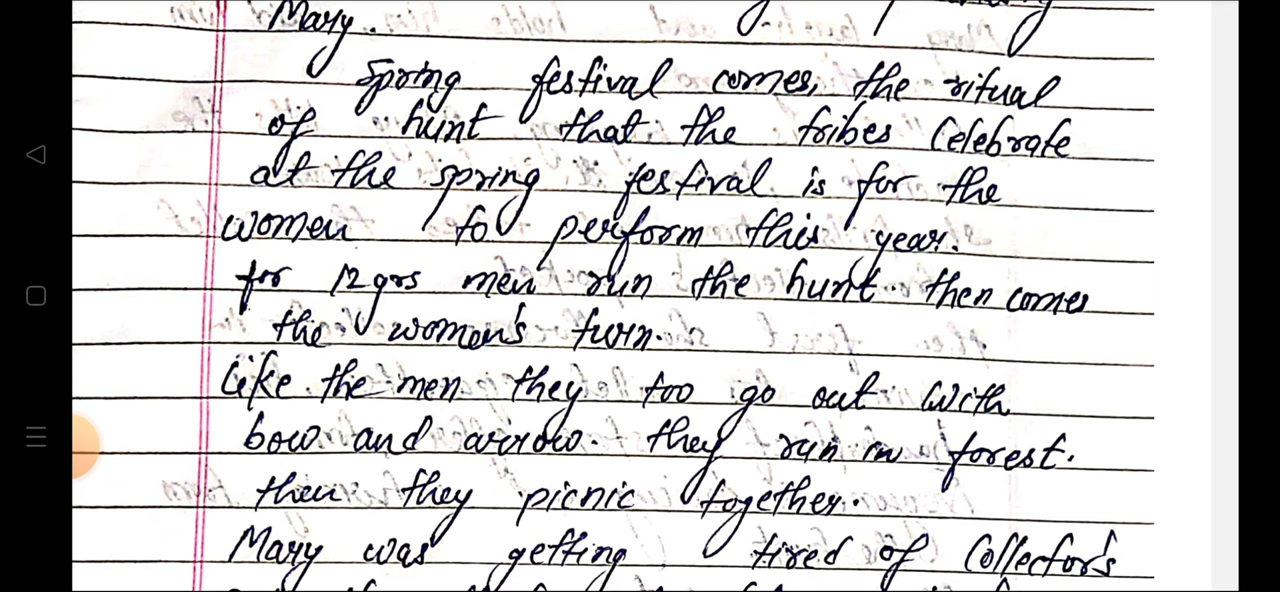 Mary.
Spring festival comes, the ritual
of hunt that the tribes Celebrate
at the spring festival is for the
women to perform this year.
for 12 yrs men run the hunt. then comes
the women's turn.
Like the men they too go out With
bow and arrow. they run in forest.
then they picnic together.
Mary was getting tired of Collector's